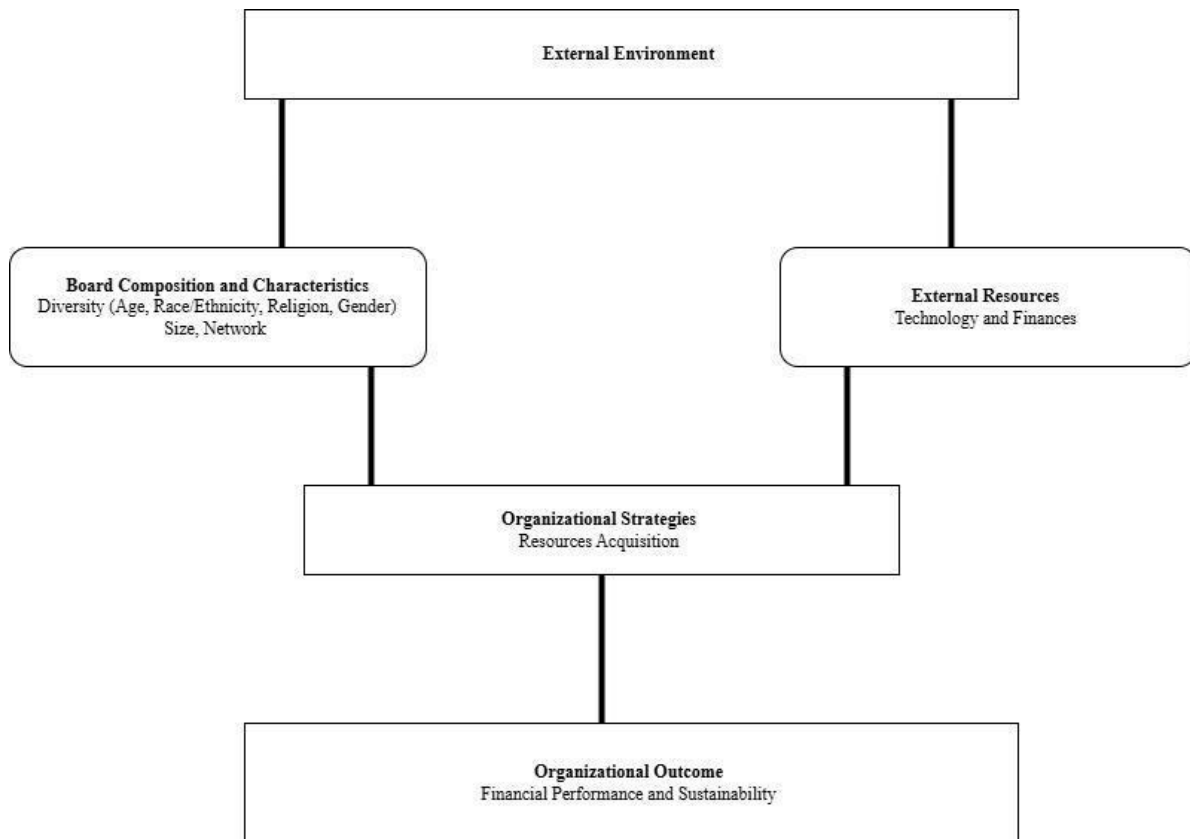 External Environment
Board Composition and Characteristics
Diversity (Age, Race/Ethnicity, Religion, Gender)
Size, Network
External Resources
Technology and Finances
Organizational Strategies
Resources Acquisition
Organizational Outcome
Financial Performance and Sustainability